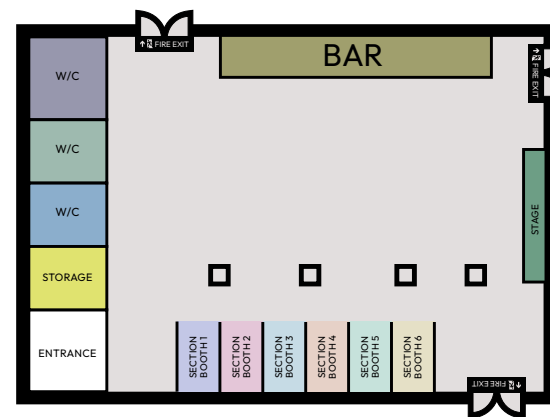 FIRE EXIT
BAR
FIRE EXIT
W/C
W/C
W/C
STAGE
STORAGE
ENTRANCE
SECTION
BOOTH 1
SECTION
BOOTH 2
SECTION
BOOTH 3
SECTION
BOOTH 4
SECTION
BOOTH 5
SECTION
BOOTH 6
FIRE EXIT